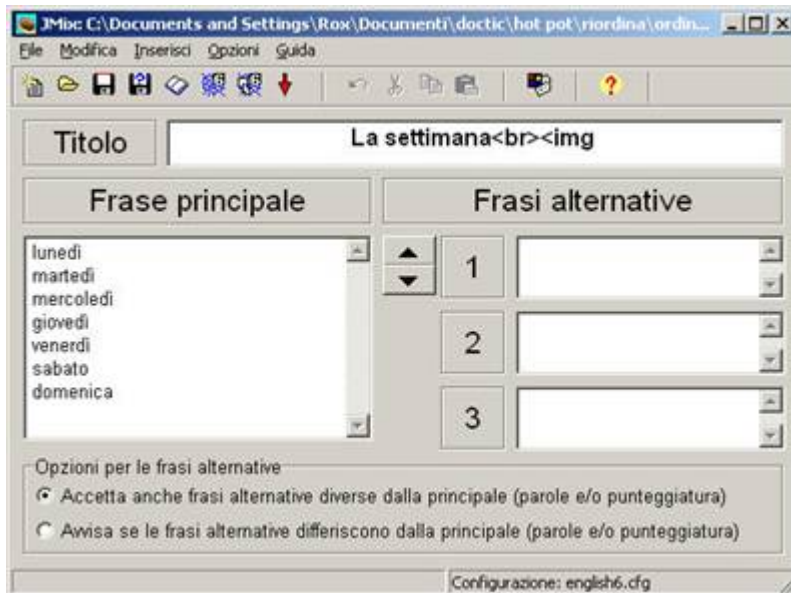 JMix: C:\Documents and Settings\Rox\Documenti\doctic\hot pot\riordina\ordin...
File Modifica Inserisci Opzioni Guida
Titolo
La settimana<br><img
Frase principale
Frasi alternative
lunedì
martedì
mercoledì
giovedì
venerdì
sabato
domenica
1
2
3
Opzioni per le frasi alternative
Accetta anche frasi alternative diverse dalla principale (parole e/o punteggiatura)
Avvisa se le frasi alternative differiscono dalla principale (parole e/o punteggiatura)
Configurazione: english6.cfg